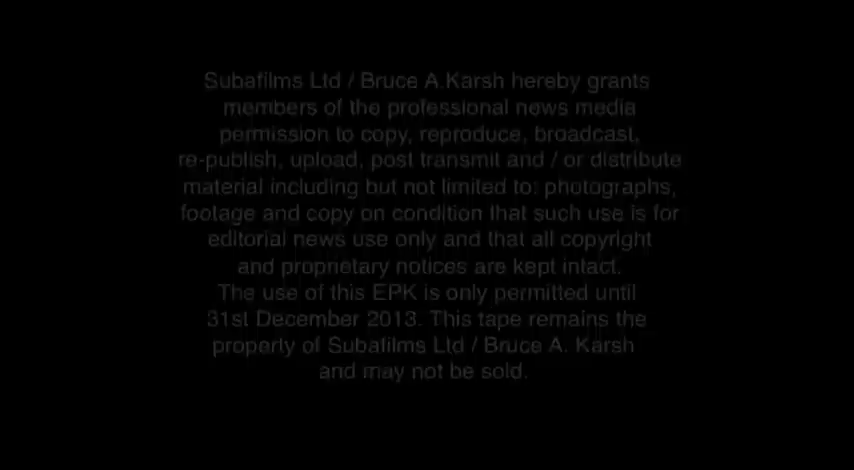 Subafilms Ltd / Bruce A.Karsh hereby grants
members of the professional news media
permission to copy, reproduce, broadcast,
re-publish, upload, post transmit and / or distribute
material including but not limited to: photographs,
footage and copy on condition that such use is for
editorial news use only and that all copyright
and proprietary notices are kept intact.
The use of this EPK is only permitted until
31st December 2013. This tape remains the
property of Subafilms Ltd / Bruce A. Karsh
and may not be sold.